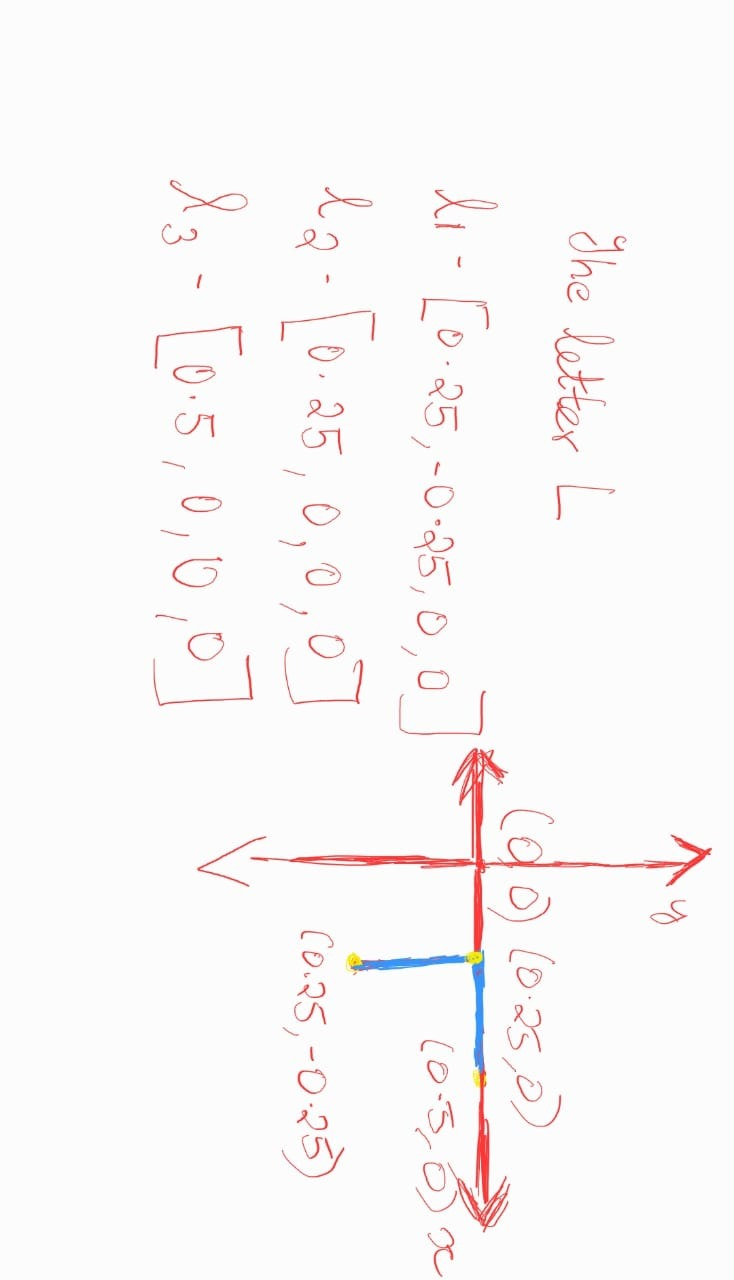 The letter L
l1 - [0.25, -0.25, 0, 0]
l2 - [0.25, 0, 0, 0]
l3 - [0.5, 0, 0, 0]
y
(0,0)
(0.25, 0)
(0.5, 0)
x
(0.25, -0.25)